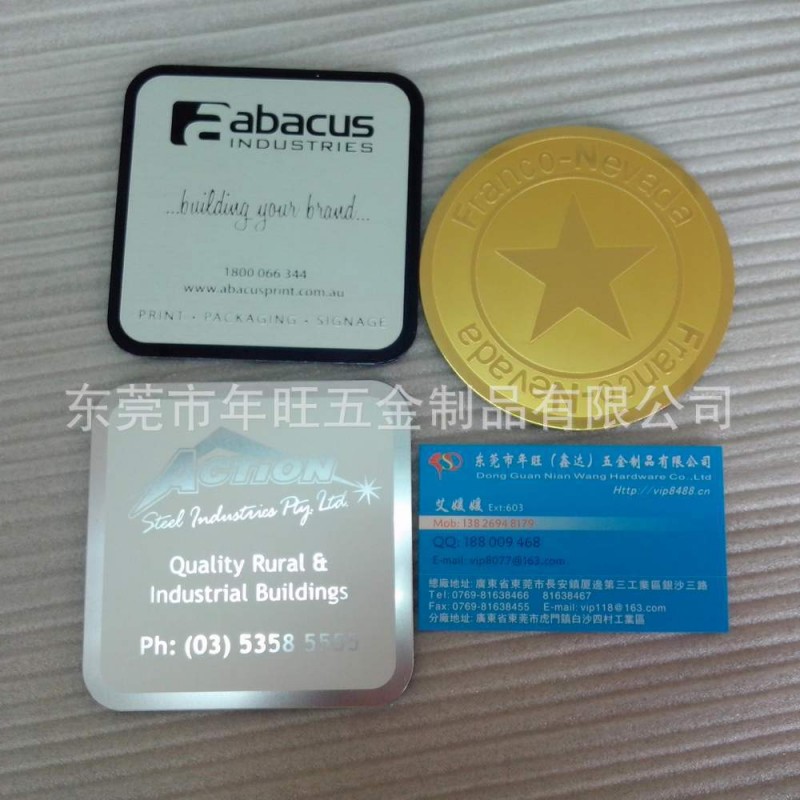 abacus
INDUSTRIES
...building your brand...
1800 066 344
www.abacusprint.com.au
PRINT • PACKAGING • SIGNAGE
Franco-Nevada
Franco-Nevada
东莞市年旺五金制品有限公司
ACTION
Steel Industries Pty. Ltd.
Quality Rural &
Industrial Buildings
Ph: (03) 5358 5555
东莞市年旺（鑫达）五金制品有限公司
Dong Guan Nian Wang Hardware Co.,Ltd
Http://vip8488.cn
艾媛媛 Ext:603
Mob: 138 2694 8179
QQ: 188 009 468
E-mail: vip8077@163.com
總廠地址: 廣東省東莞市長安鎮厦邊第三工業區銀沙三路
Tel: 0769-81638466 81638467
Fax: 0769-81638455 E-mail: vip118@163.com
分廠地址: 廣東省東莞市虎門鎮白沙四村工業區